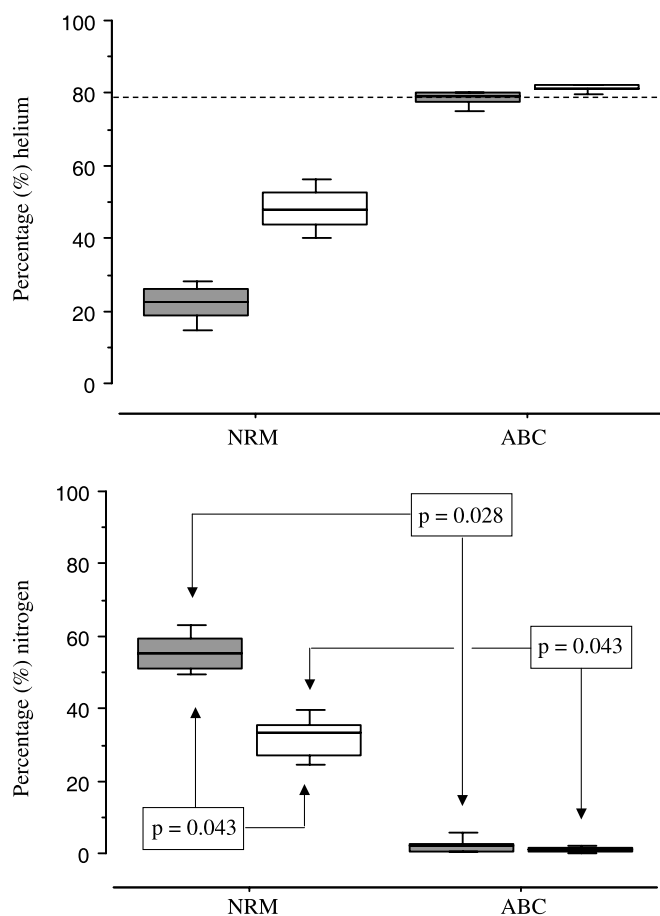 100
80
60
40
20
0
Percentage (%) helium
NRM ABC
100
80
60
40
20
0
Percentage (%) nitrogen
p = 0.028
p = 0.043
p = 0.043
NRM ABC